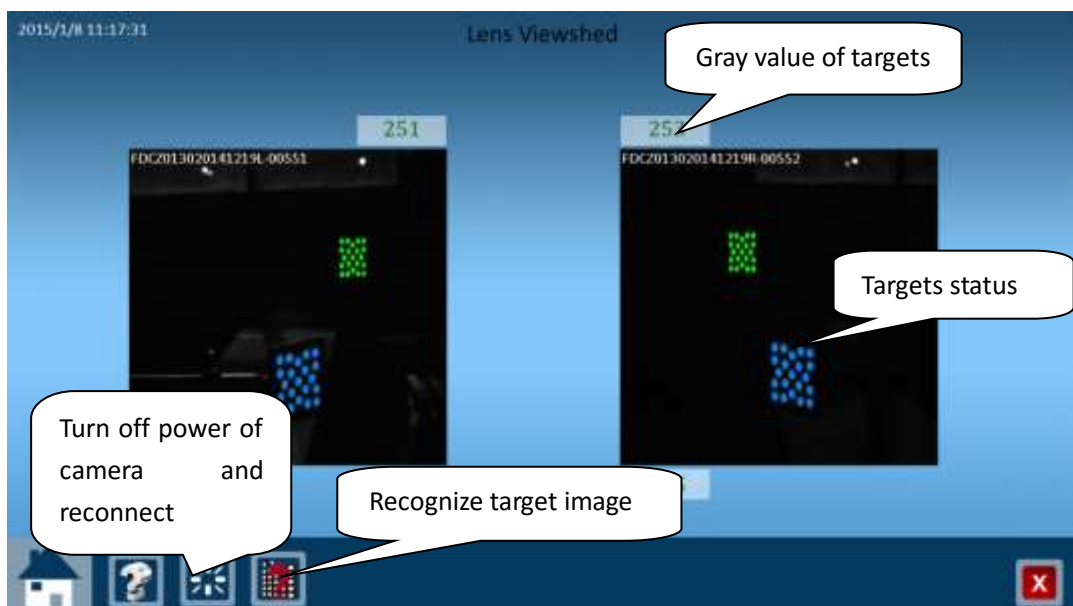 2015/1/8 11:17:31
Lens Viewshed
Gray value of targets
251
253
FDCZ013020141219L-00551
FDCZ013020141219R-00552
Targets status
Turn off power of
camera and
reconnect
Recognize target image
?
X